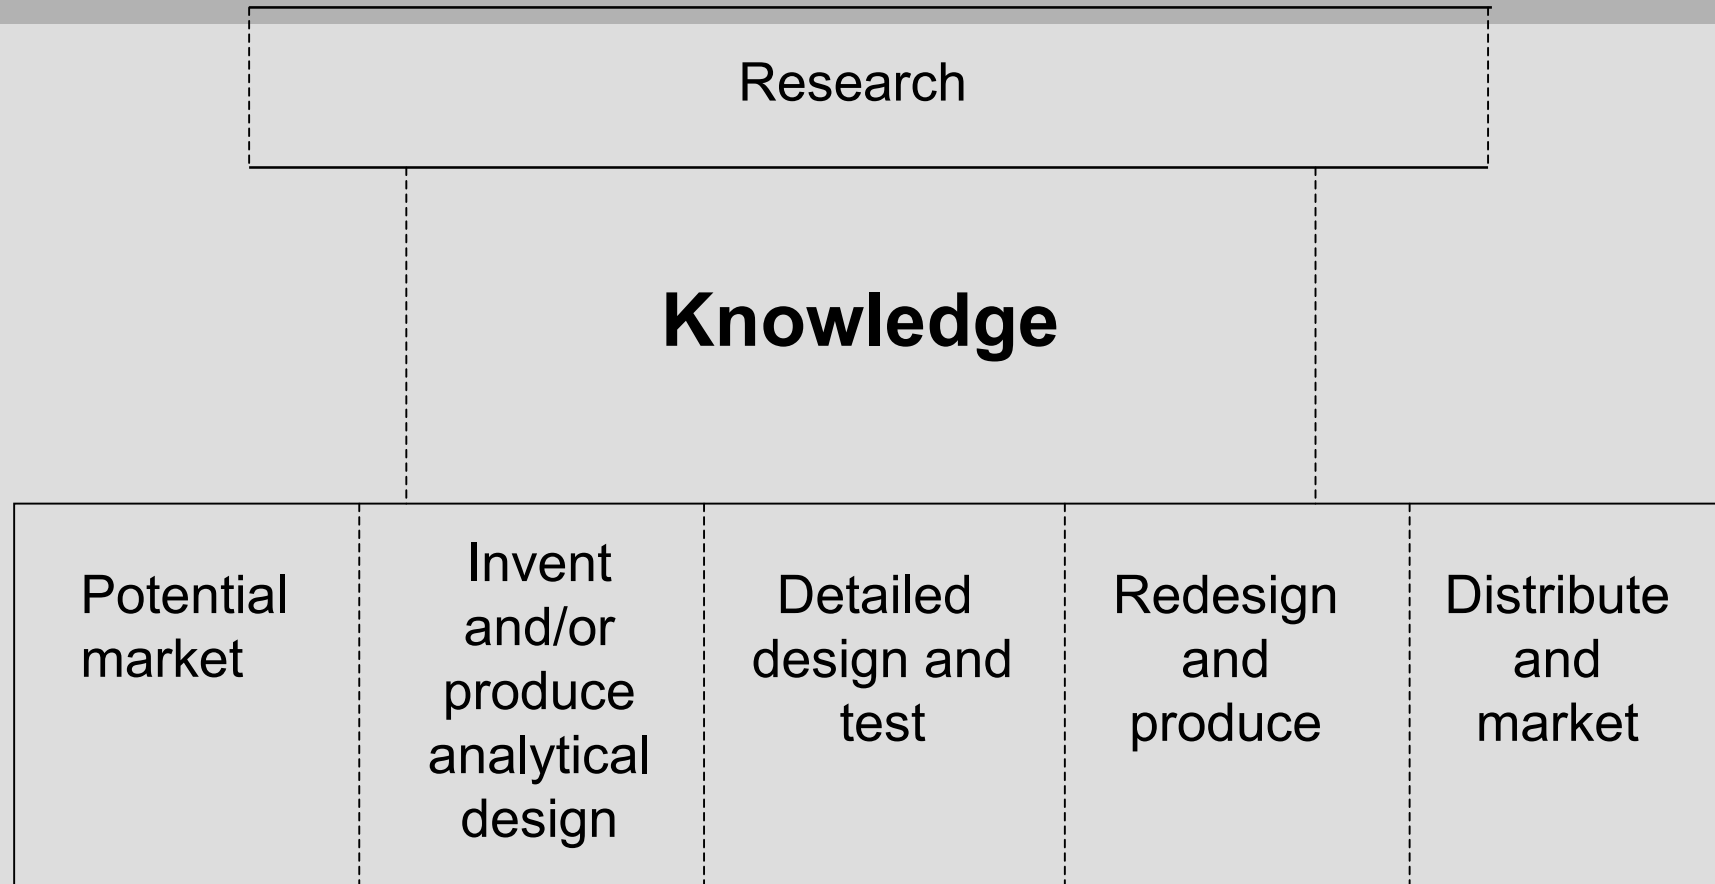 Research
Knowledge
Potential
market
Invent
and/or
produce
analytical
design
Detailed
design and
test
Redesign
and
produce
Distribute
and
market